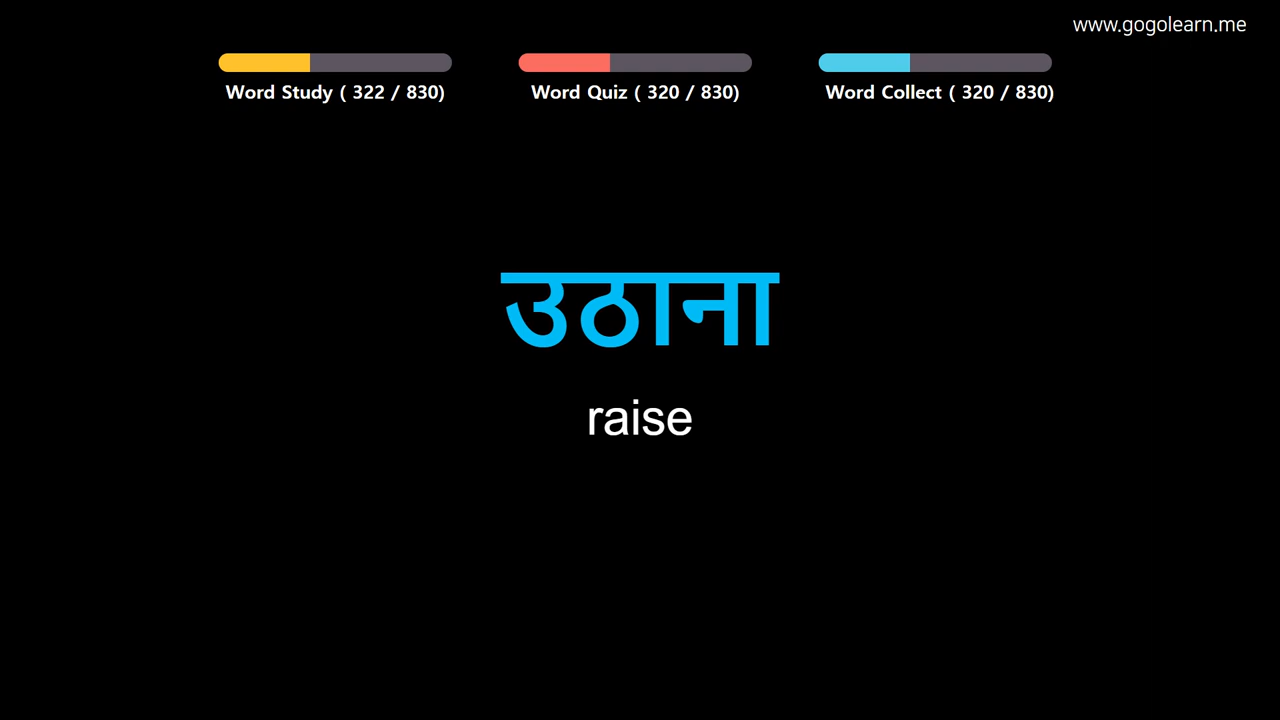 www.gogolearn.me
Word Study ( 322 / 830)
Word Quiz ( 320 / 830)
Word Collect ( 320 / 830)
उठाना
raise